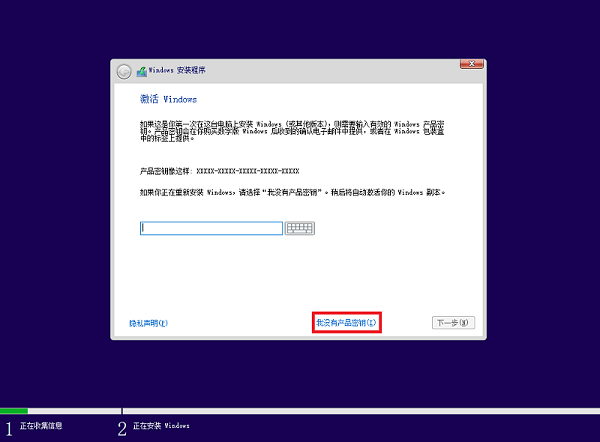 Windows 安装程序
激活 Windows
如果这是你第一次在这台电脑上安装 Windows (或其他版本)，则需要输入有效的 Windows 产品密
钥。产品密钥会在你购买数字版 Windows 后收到的确认电子邮件中提供，或者在 Windows 包装盒
中的标签上提供。
产品密钥像这样: XXXXX-XXXXX-XXXXX-XXXXX-XXXXX
如果你正在重新安装 Windows，请选择“我没有产品密钥”。稍后将自动激活你的 Windows 副本。
隐私声明(P)
我没有产品密钥(I)
下一步(N)
1 正在收集信息
2 正在安装 Windows